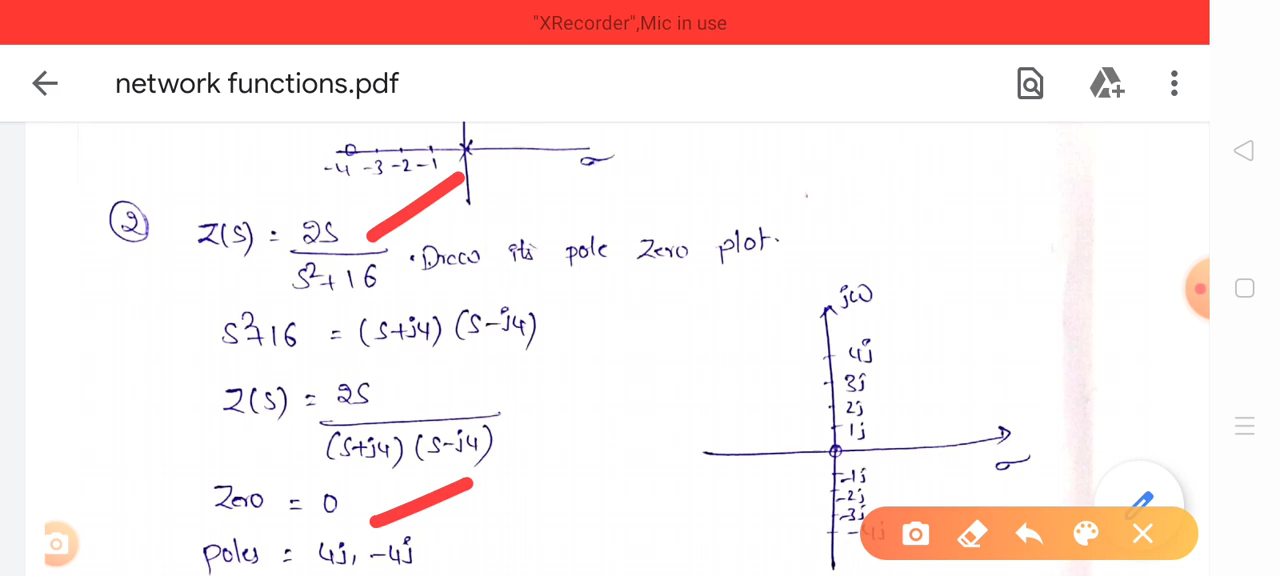 "XRecorder",Mic in use
network functions.pdf
-4 -3 -2 -1
σ
② Z(s) = 2s / s²+16 . Draw its pole zero plot.
s²+16 = (s+j4) (s-j4)
Z(s) = 2s / (s+j4) (s-j4)
Zero = 0
poles = 4j, -4j
jω
4j
3j
2j
1j
σ
-1j
-2j
-3j
-4j